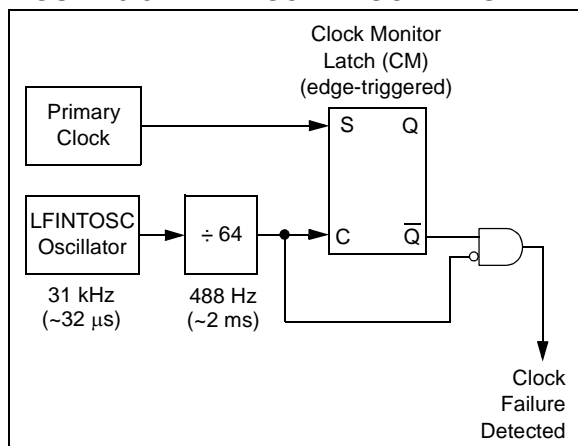 Clock Monitor
Latch (CM)
(edge-triggered)
Primary
Clock
S Q
LFINTOSC
Oscillator
÷ 64
C Q̅
31 kHz
(~32 μs)
488 Hz
(~2 ms)
Clock
Failure
Detected